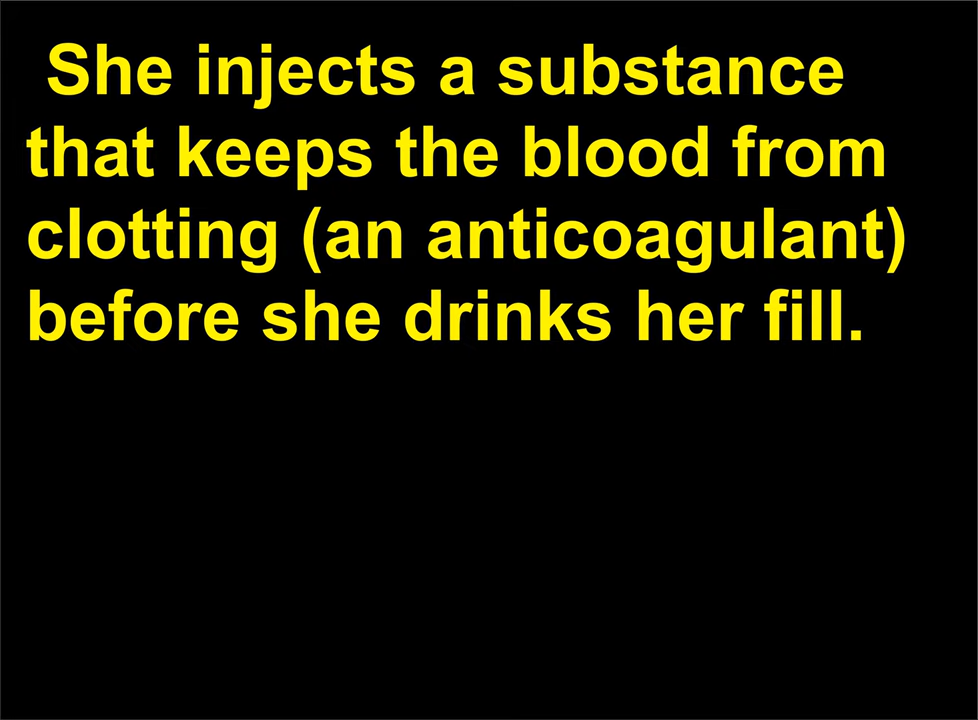 She injects a substance
that keeps the blood from
clotting (an anticoagulant)
before she drinks her fill.